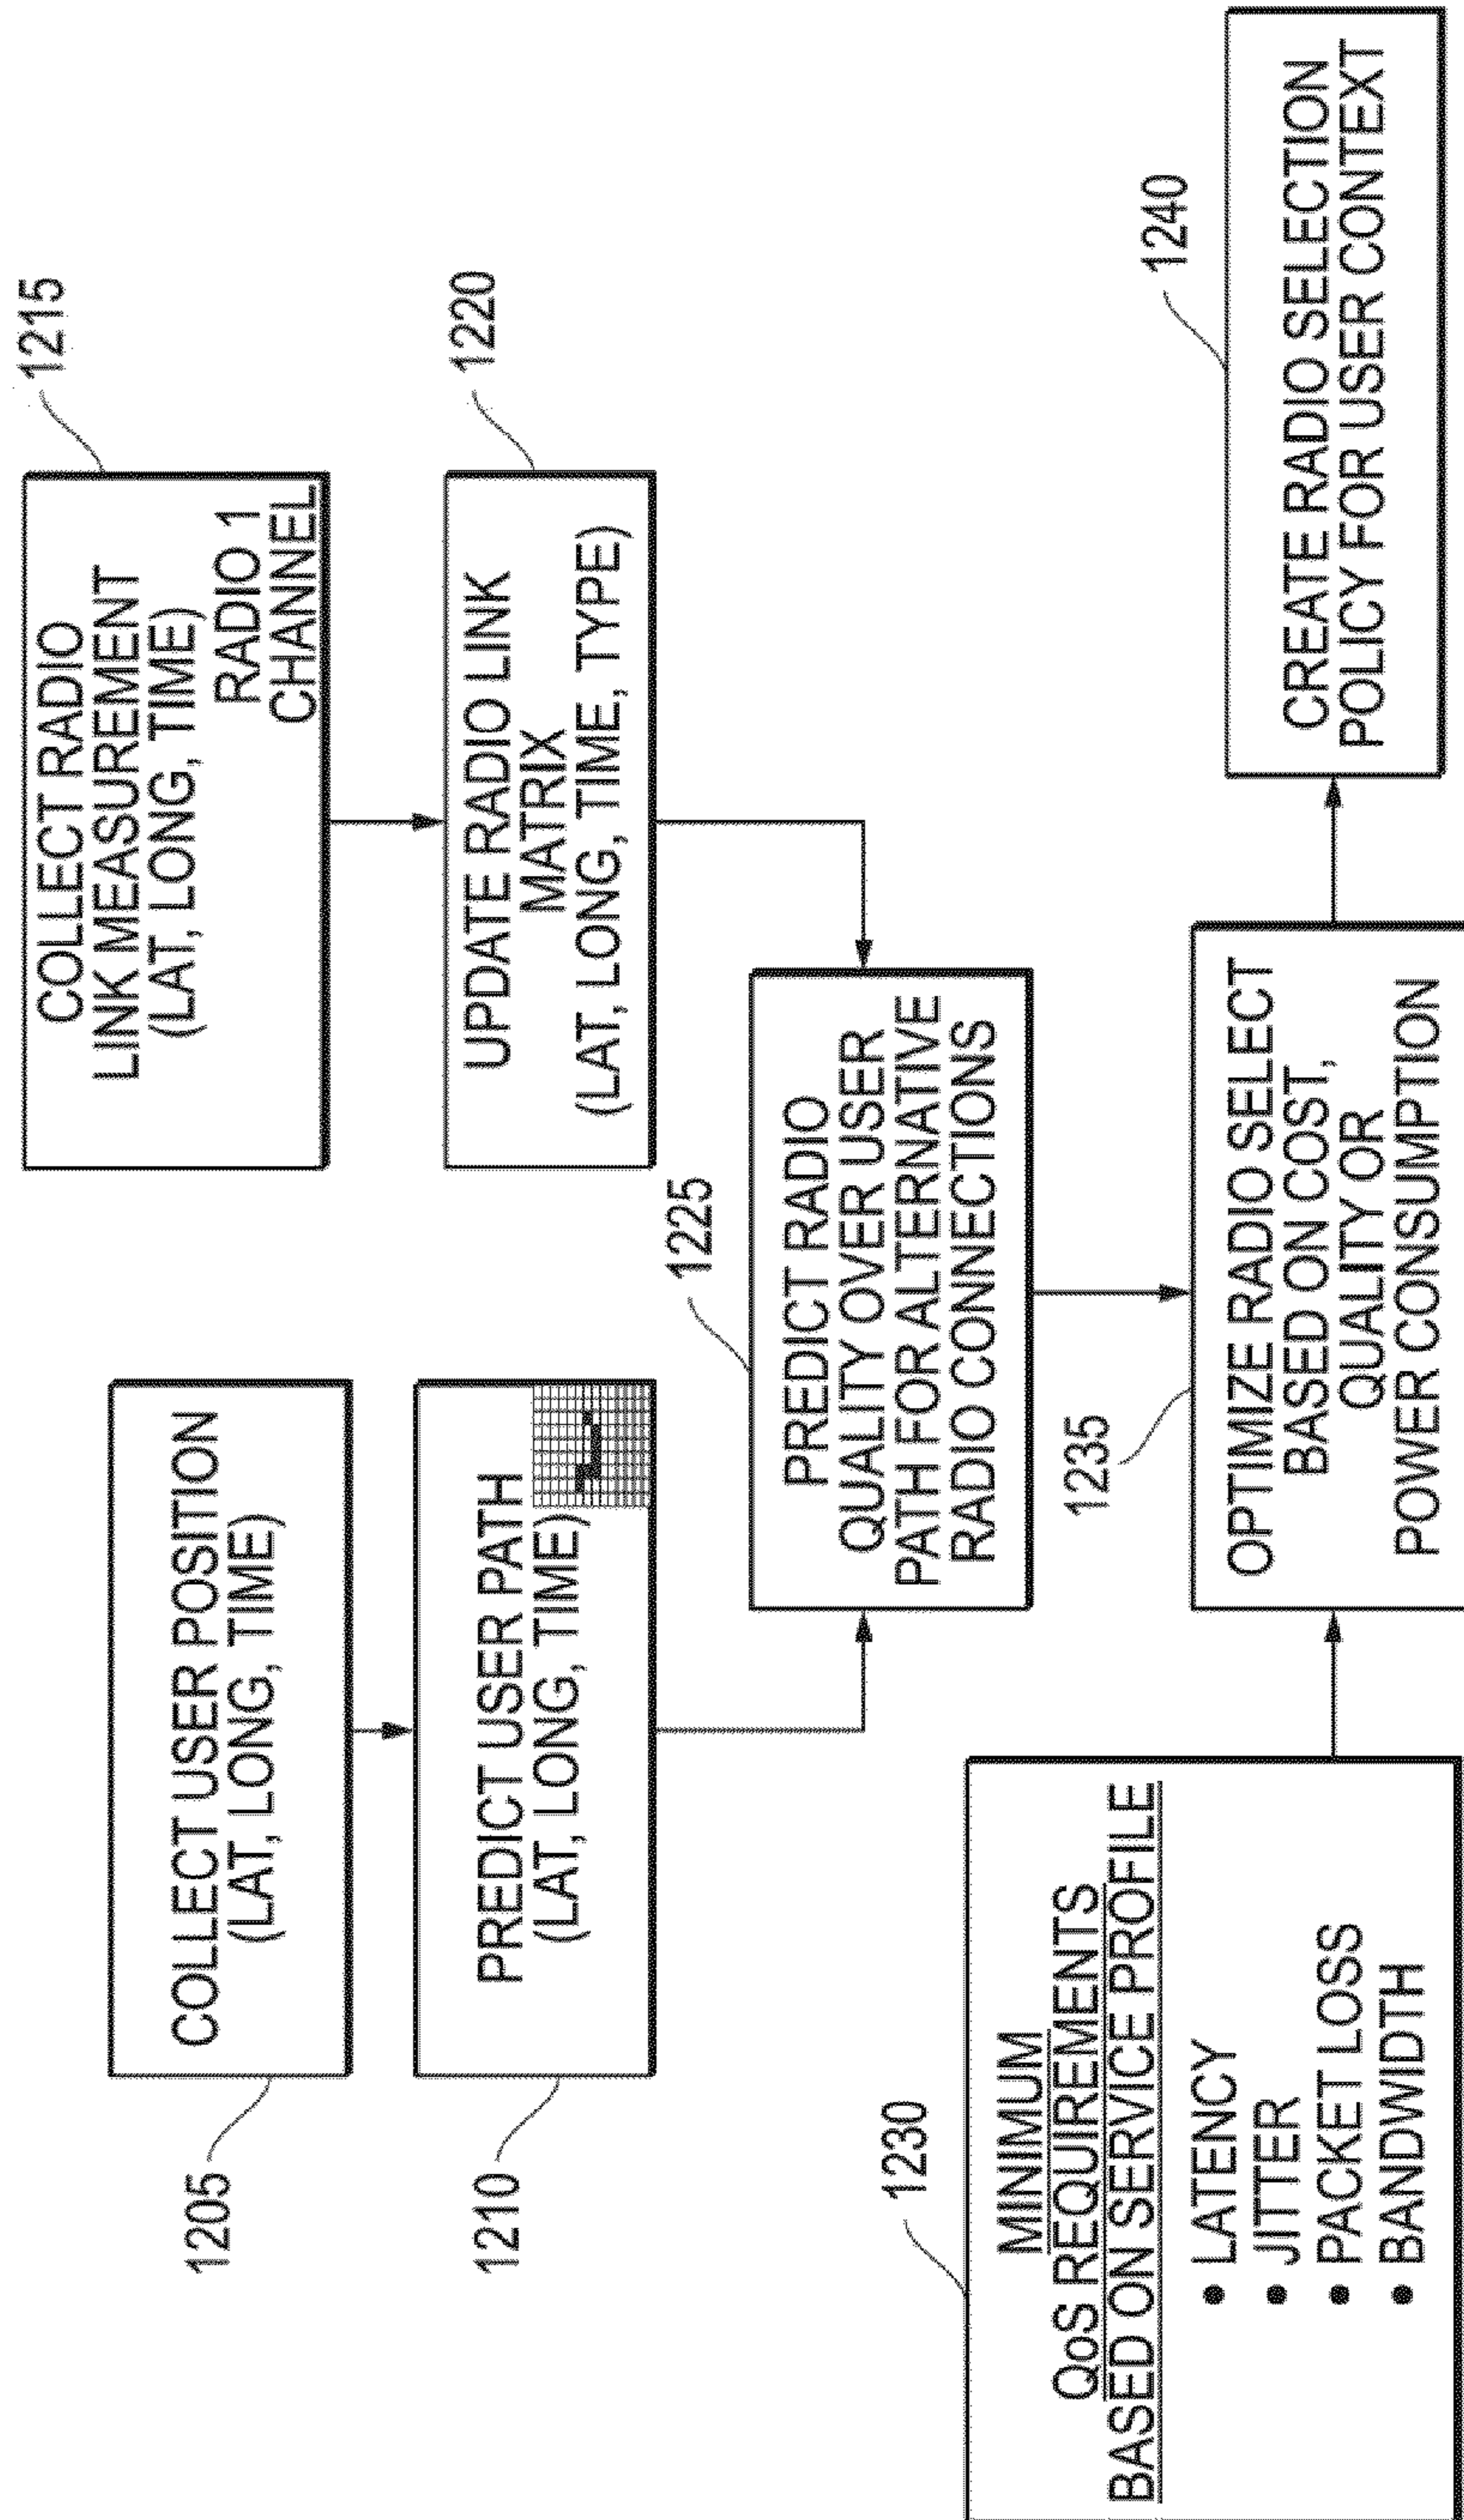 1205
COLLECT USER POSITION
(LAT, LONG, TIME)
1210
PREDICT USER PATH
(LAT, LONG, TIME)
COLLECT RADIO
LINK MEASUREMENT
(LAT, LONG, TIME)
RADIO 1
CHANNEL
1215
UPDATE RADIO LINK
MATRIX
(LAT, LONG, TIME, TYPE)
1220
1225
PREDICT RADIO
QUALITY OVER USER
PATH FOR ALTERNATIVE
RADIO CONNECTIONS
1230
MINIMUM
QoS REQUIREMENTS
BASED ON SERVICE PROFILE
• LATENCY
• JITTER
• PACKET LOSS
• BANDWIDTH
1235
OPTIMIZE RADIO SELECT
BASED ON COST,
QUALITY OR
POWER CONSUMPTION
1240
CREATE RADIO SELECTION
POLICY FOR USER CONTEXT